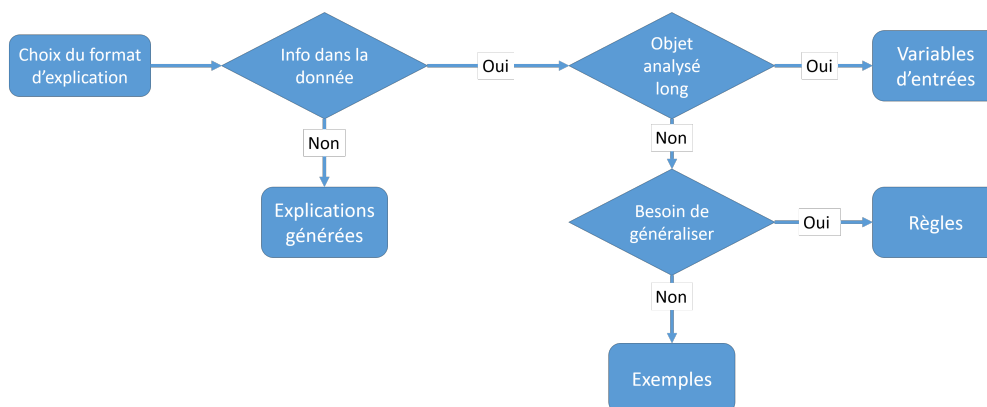 Choix du format
d'explication
Info dans la
donnée
Oui
Objet
analysé
long
Oui
Variables
d'entrées
Non
Non
Explications
générées
Besoin de
généraliser
Oui
Règles
Non
Exemples